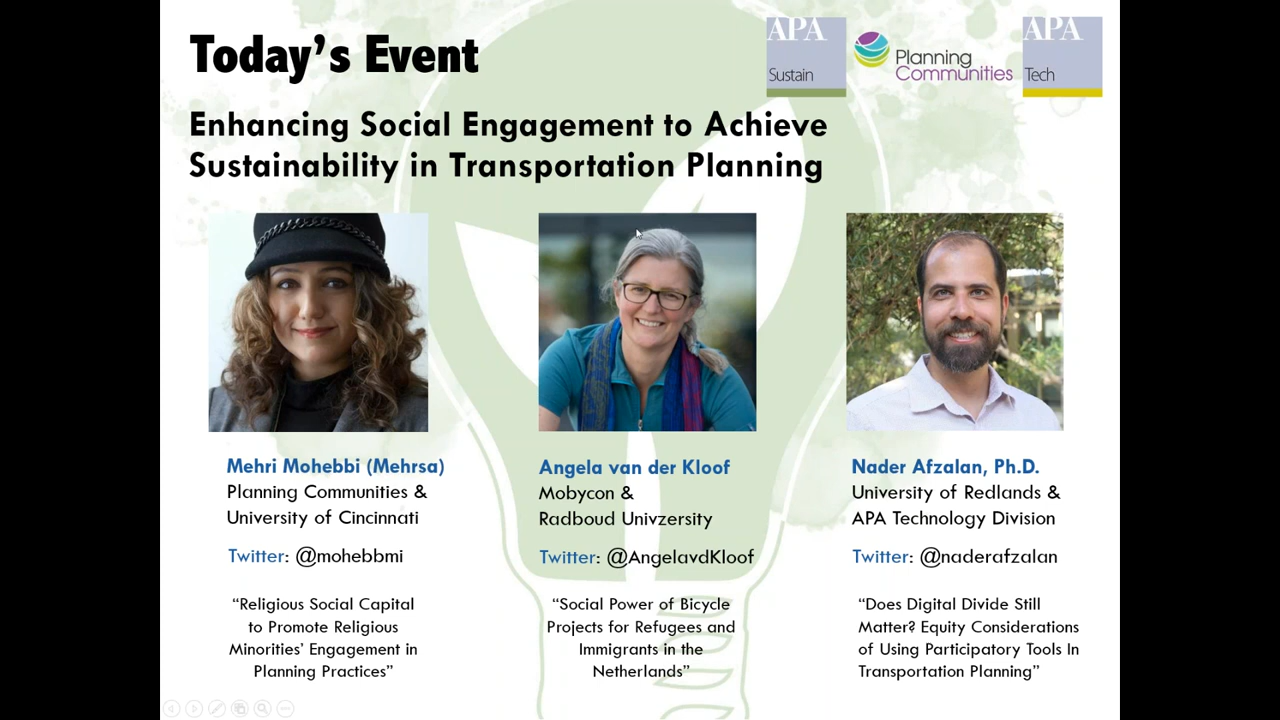 Today's Event
APA
Sustain
Planning
Communities
APA
Tech
Enhancing Social Engagement to Achieve
Sustainability in Transportation Planning
Mehri Mohebbi (Mehrsa)
Planning Communities &
University of Cincinnati
Twitter: @mohebbmi
“Religious Social Capital
to Promote Religious
Minorities’ Engagement in
Planning Practices”
Angela van der Kloof
Mobycon &
Radboud Univzersity
Twitter: @AngelavdKloof
“Social Power of Bicycle
Projects for Refugees and
Immigrants in the
Netherlands”
Nader Afzalan, Ph.D.
University of Redlands &
APA Technology Division
Twitter: @naderafzalan
“Does Digital Divide Still
Matter? Equity Considerations
of Using Participatory Tools In
Transportation Planning”